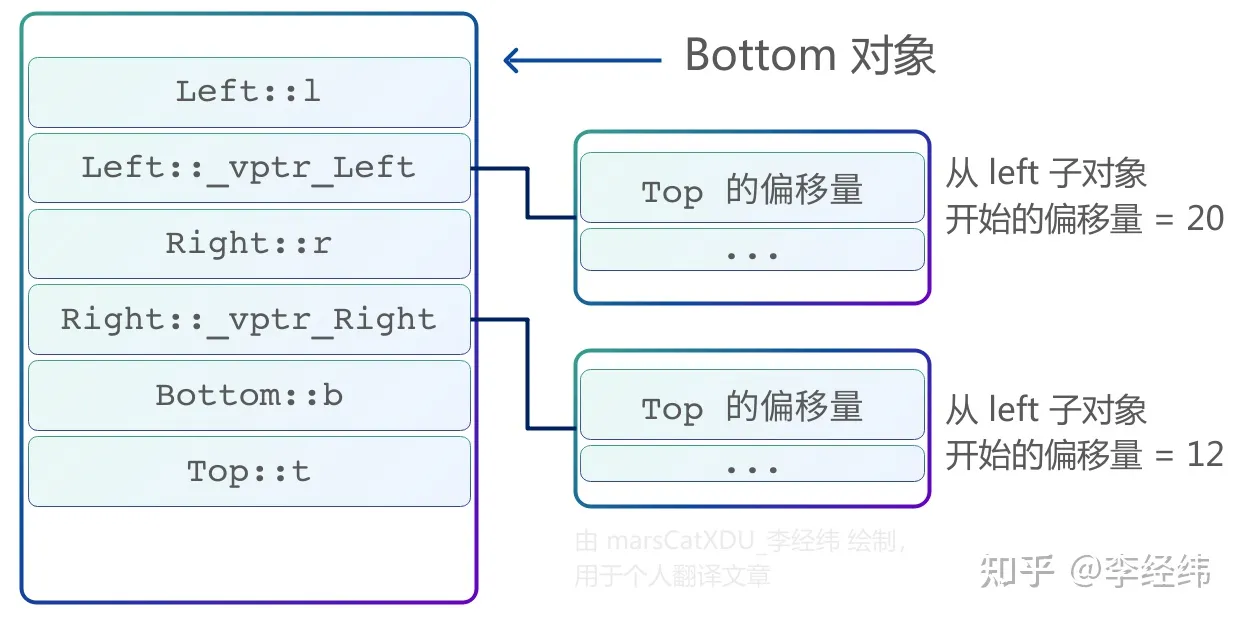 Bottom 对象
Left::l
Left::_vptr_Left
Right::r
Right::_vptr_Right
Bottom::b
Top::t
Top 的偏移量
...
从 left 子对象
开始的偏移量 = 20
Top 的偏移量
...
从 left 子对象
开始的偏移量 = 12
由 marsCatXDU_李经纬 绘制，
用于个人翻译文章
知乎 @李经纬